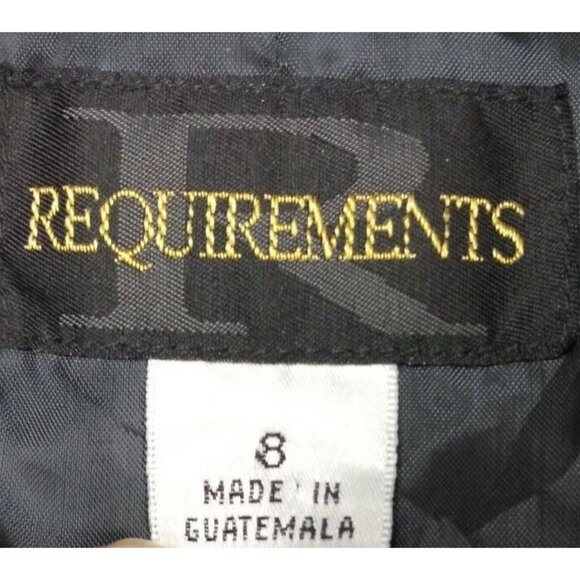 R
REQUIREMENTS
8
MADE IN
GUATEMALA